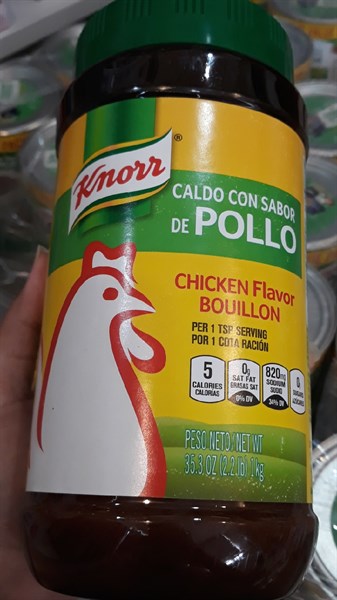 Knorr®
CALDO CON SABOR
DE POLLO
CHICKEN Flavor
BOUILLON
PER 1 TSP SERVING
POR 1 CDTA RACIÓN
5
CALORIES
CALORÍAS
0g
SAT FAT
GRASAS SAT
0% DV
820mg
SODIUM
SODIO
34% DV
PESO NETO/NET WT
35.3 OZ (2.2 lb) 1kg